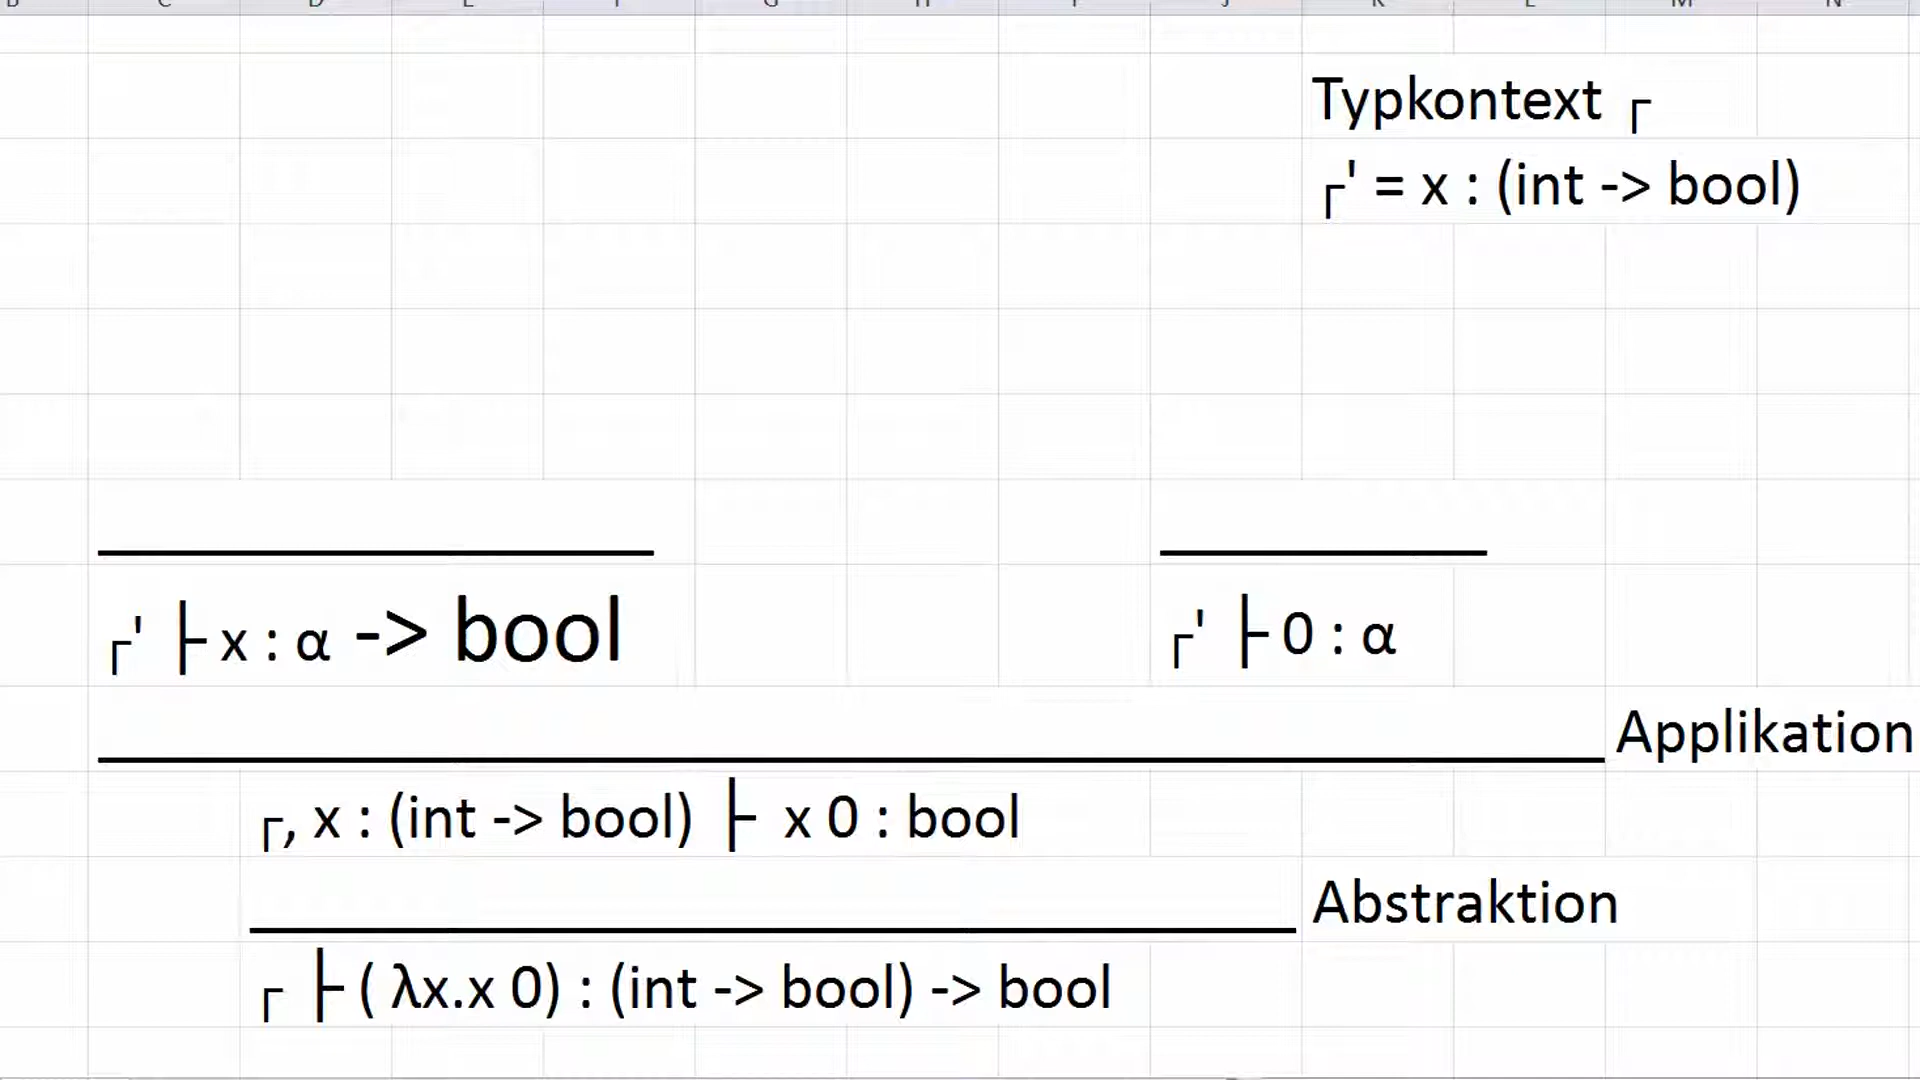 Typkontext ┌
┌' = x : (int -> bool)
┌' ├ x : α -> bool
┌' ├ 0 : α
Applikation
┌, x : (int -> bool) ├ x 0 : bool
Abstraktion
┌ ├ ( λx.x 0) : (int -> bool) -> bool